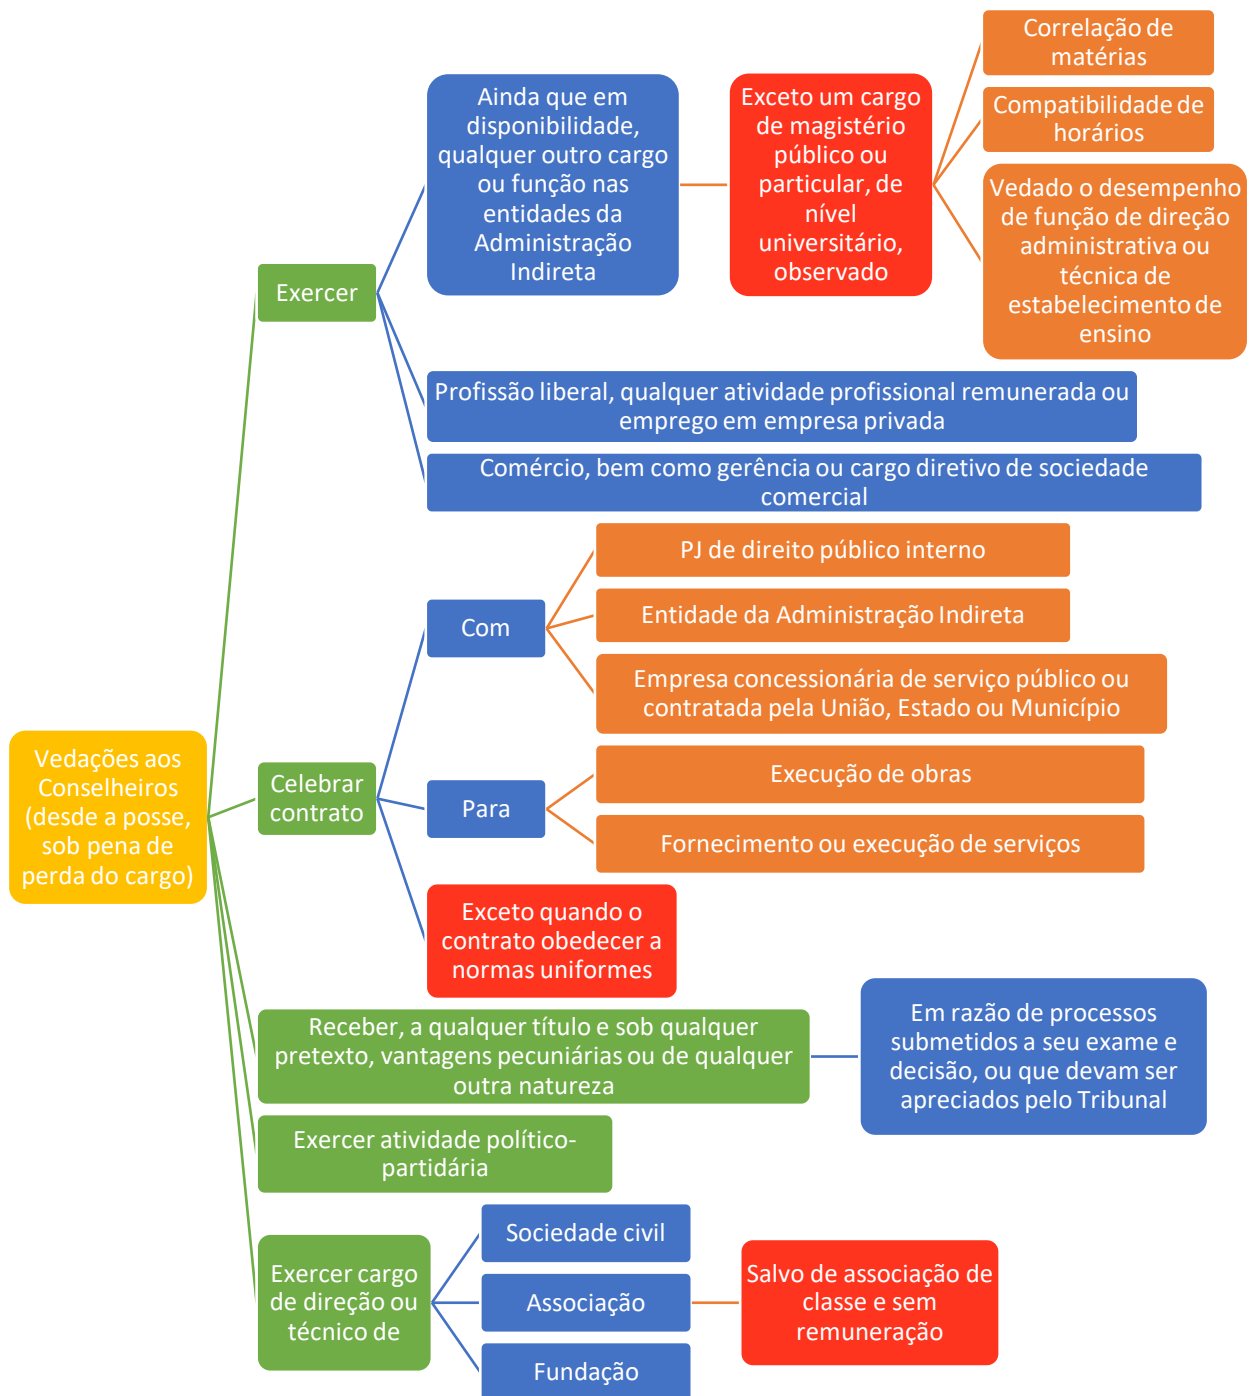 Vedações aos
Conselheiros
(desde a posse,
sob pena de
perda do cargo)
Exercer
Ainda que em
disponibilidade,
qualquer outro cargo
ou função nas
entidades da
Administração
Indireta
Exceto um cargo
de magistério
público ou
particular, de
nível
universitário,
observado
Correlação de
matérias
Compatibilidade de
horários
Vedado o desempenho
de função de direção
administrativa ou
técnica de
estabelecimento de
ensino
Profissão liberal, qualquer atividade profissional remunerada ou
emprego em empresa privada
Comércio, bem como gerência ou cargo diretivo de sociedade
comercial
Celebrar
contrato
Com
PJ de direito público interno
Entidade da Administração Indireta
Empresa concessionária de serviço público ou
contratada pela União, Estado ou Município
Para
Execução de obras
Fornecimento ou execução de serviços
Exceto quando o
contrato obedecer a
normas uniformes
Receber, a qualquer título e sob qualquer
pretexto, vantagens pecuniárias ou de qualquer
outra natureza
Em razão de processos
submetidos a seu exame e
decisão, ou que devam ser
apreciados pelo Tribunal
Exercer atividade político-
partidária
Exercer cargo
de direção ou
técnico de
Sociedade civil
Associação
Salvo de associação de
classe e sem
remuneração
Fundação